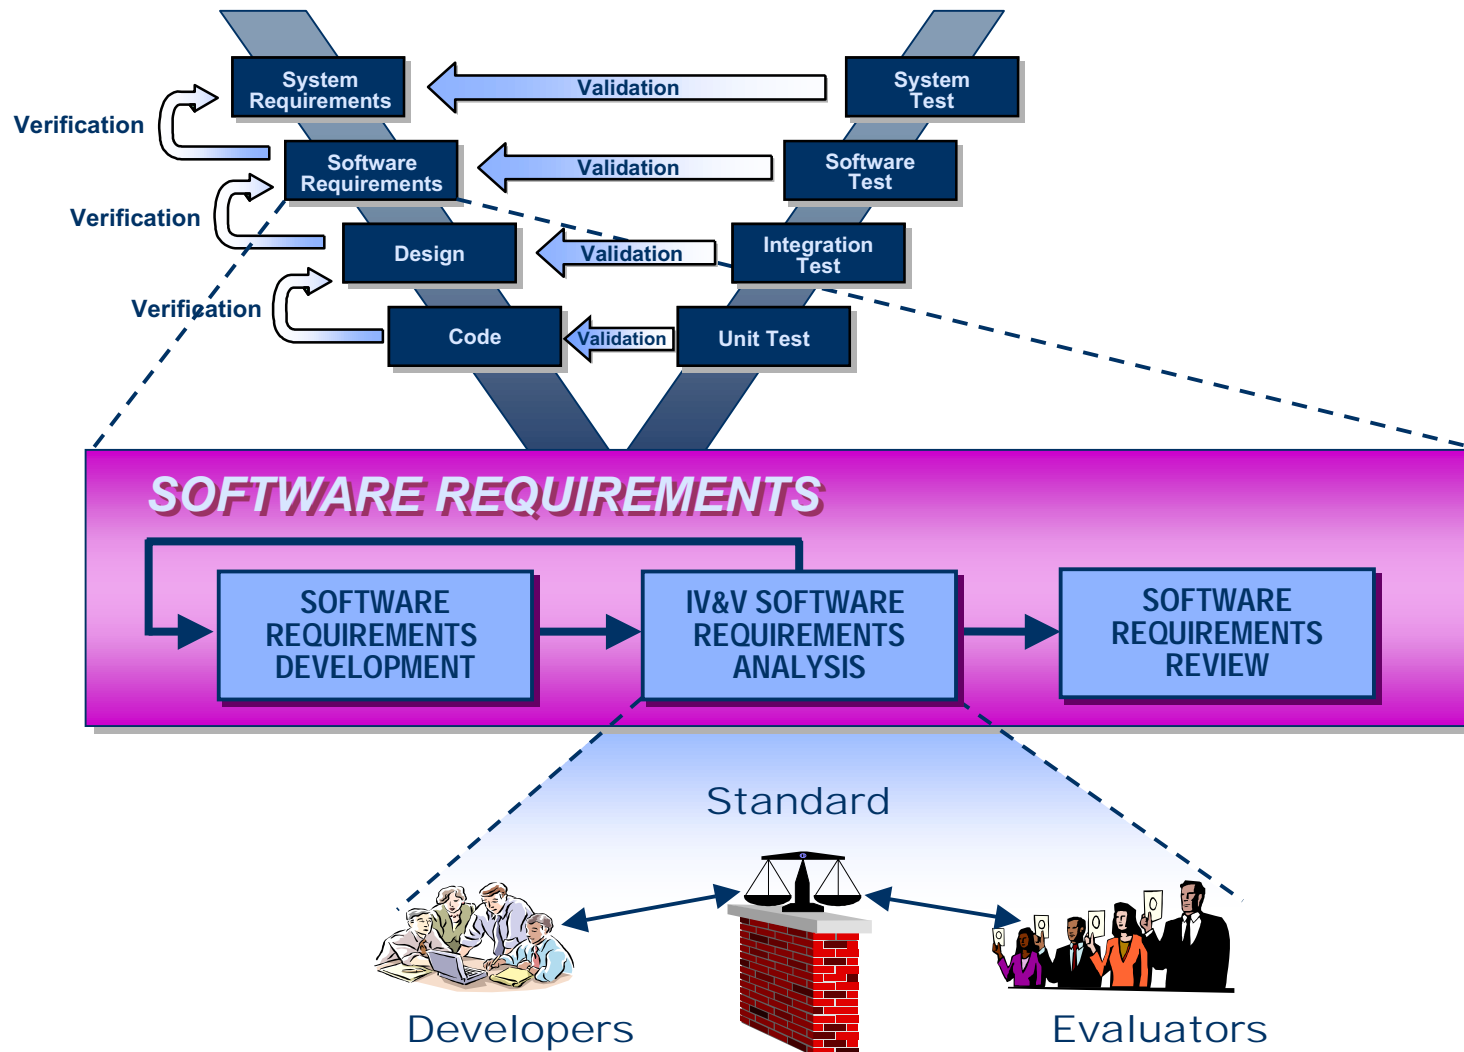 System
Requirements
Validation
System
Test
Verification
Software
Requirements
Validation
Software
Test
Verification
Design
Validation
Integration
Test
Verification
Code
Validation
Unit Test
SOFTWARE REQUIREMENTS
SOFTWARE
REQUIREMENTS
DEVELOPMENT
IV&V SOFTWARE
REQUIREMENTS
ANALYSIS
SOFTWARE
REQUIREMENTS
REVIEW
Standard
Developers
Evaluators